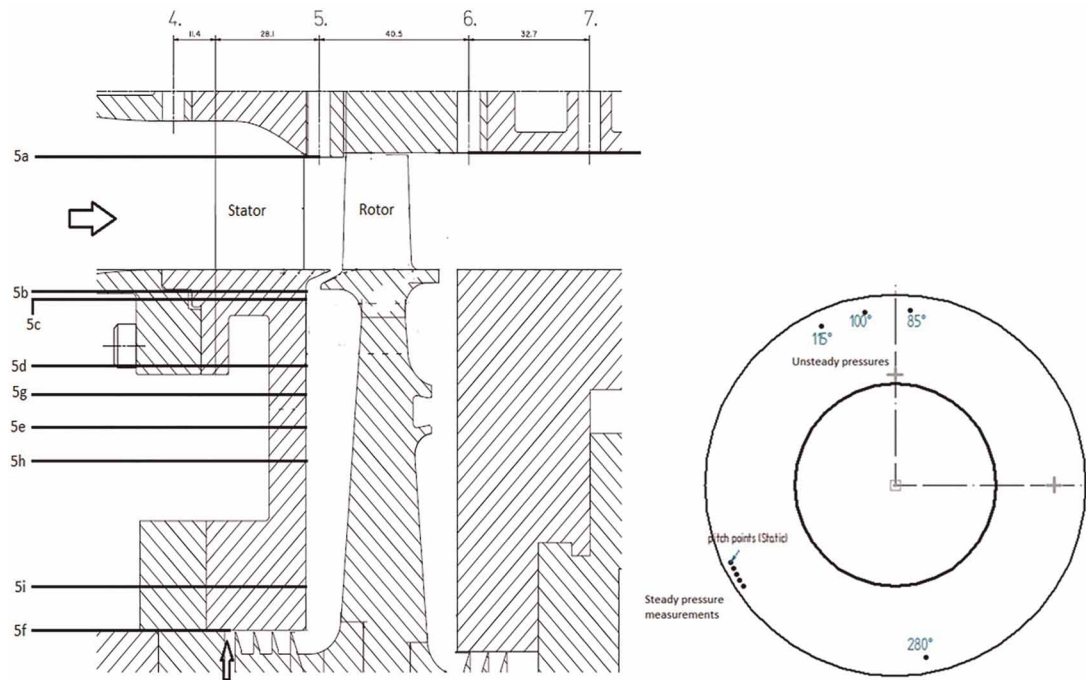 4. 5. 6. 7.
11.4 28.1 40.5 32.7
5a
Stator Rotor
5b
5c
5d
5g
5e
5h
5i
5f
115° 100° 85°
Unsteady pressures
pitch points (Static)
Steady pressure
measurements
280°